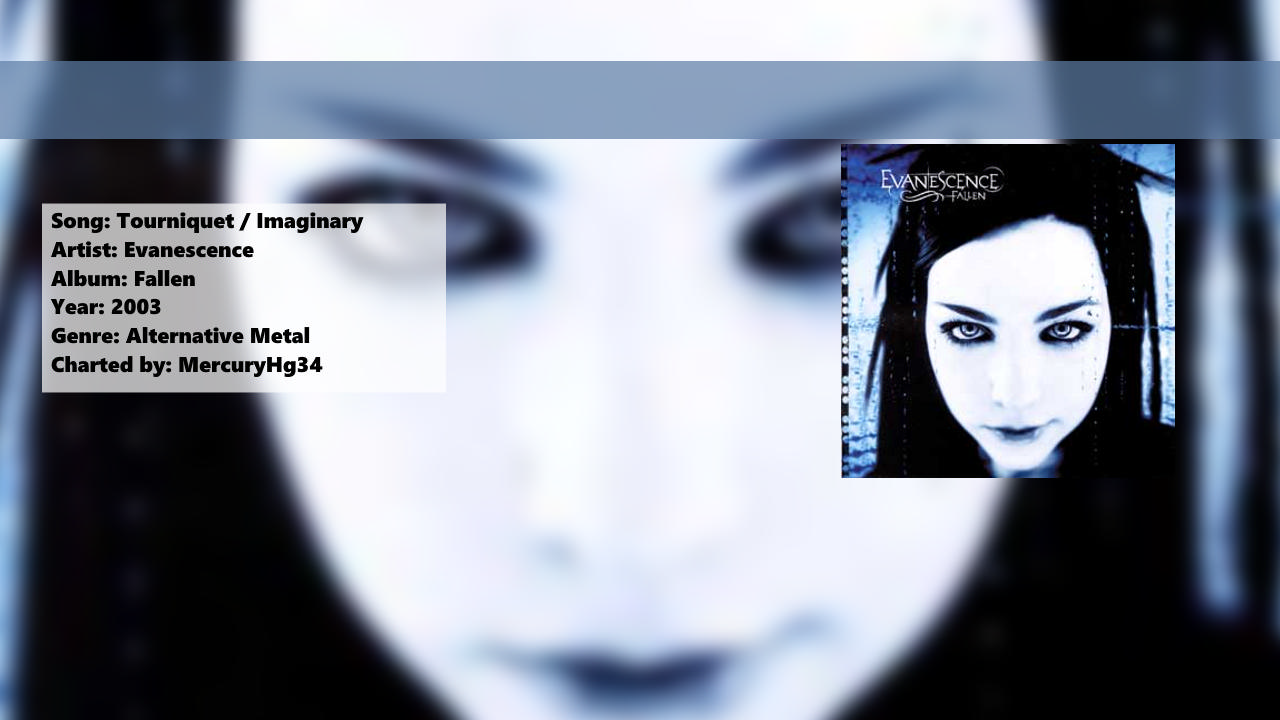 EVANESCENCE
FALLEN
Song: Tourniquet / Imaginary
Artist: Evanescence
Album: Fallen
Year: 2003
Genre: Alternative Metal
Charted by: MercuryHg34